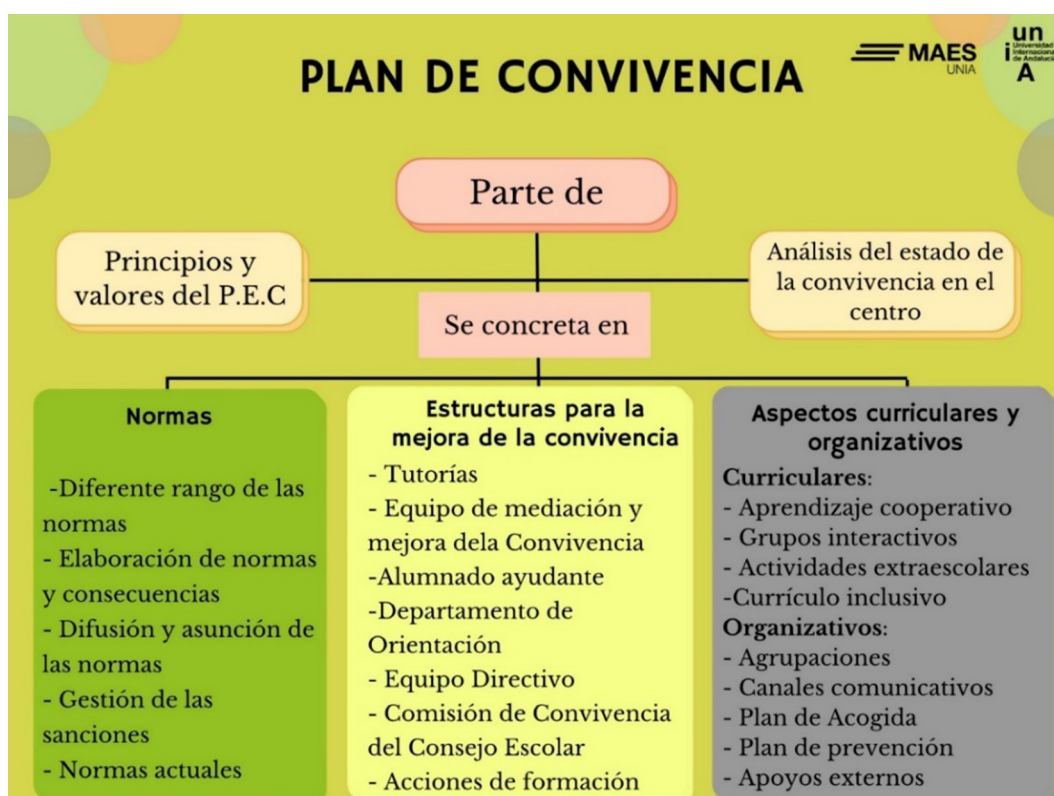 PLAN DE CONVIVENCIA
MAES
UNIA
un
i
A
Universidad
Internacional
de Andalucía
Parte de
Principios y
valores del P.E.C
Análisis del estado de
la convivencia en el
centro
Se concreta en
Normas
-Diferente rango de las
normas
- Elaboración de normas
y consecuencias
- Difusión y asunción de
las normas
- Gestión de las
sanciones
- Normas actuales
Estructuras para la
mejora de la convivencia
- Tutorías
- Equipo de mediación y
mejora dela Convivencia
-Alumnado ayudante
-Departamento de
Orientación
- Equipo Directivo
- Comisión de Convivencia
del Consejo Escolar
- Acciones de formación
Aspectos curriculares y
organizativos
Curriculares:
- Aprendizaje cooperativo
- Grupos interactivos
- Actividades extraescolares
-Currículo inclusivo
Organizativos:
- Agrupaciones
- Canales comunicativos
- Plan de Acogida
- Plan de prevención
- Apoyos externos